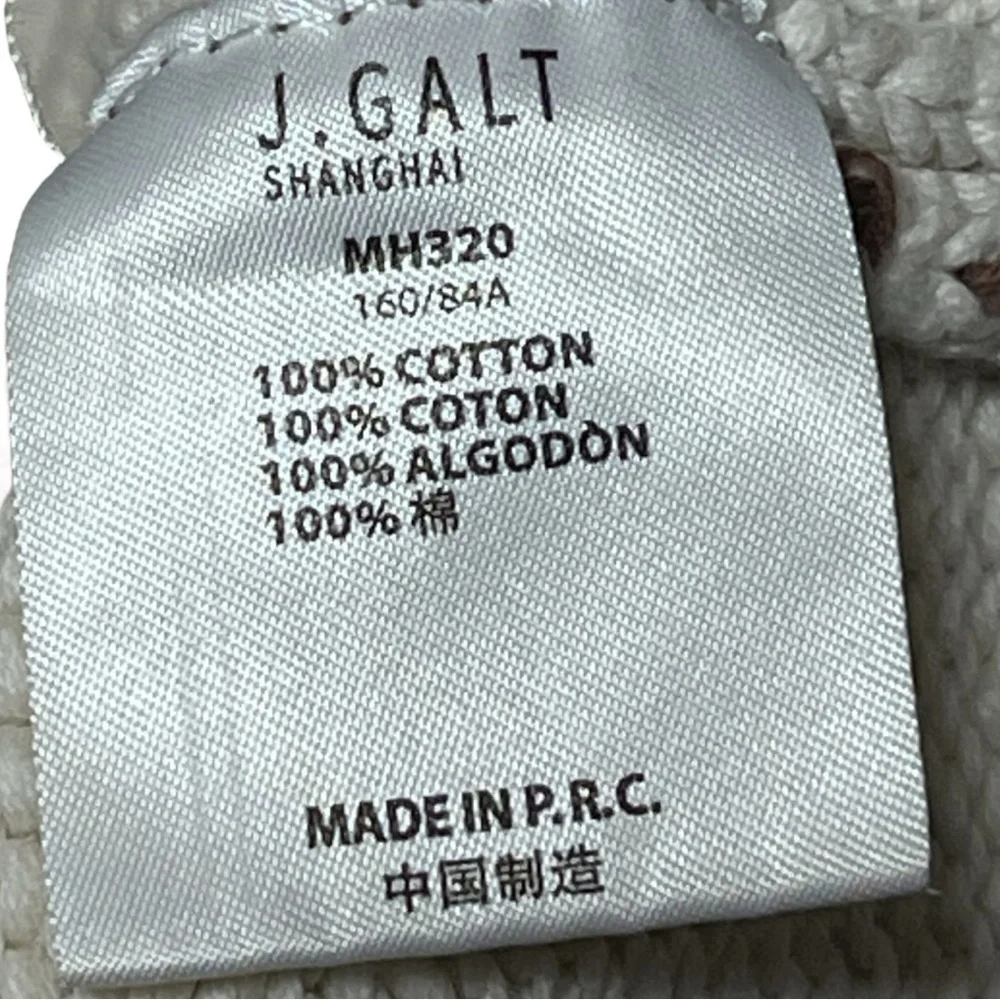 J.GALT
SHANGHAI
MH320
160/84A
100% COTTON
100% COTON
100% ALGODÒN
100% 棉
MADE IN P.R.C.
中国制造